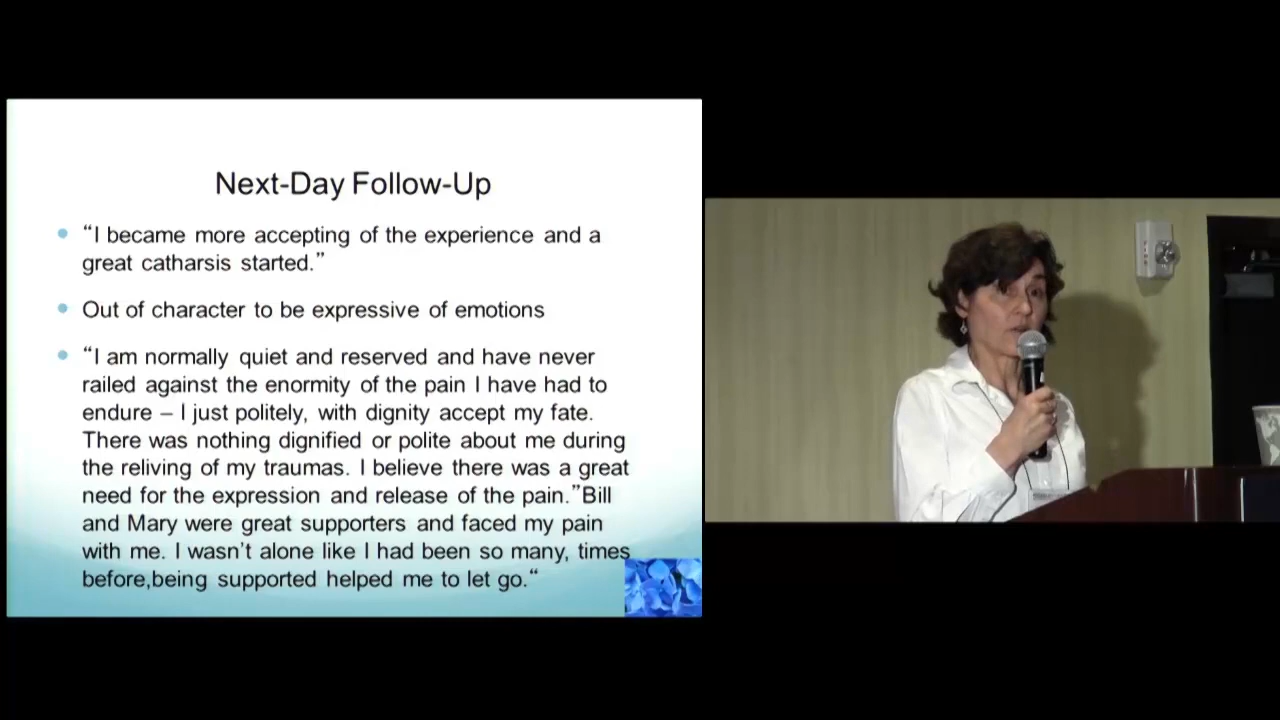 Next-Day Follow-Up
“I became more accepting of the experience and a
great catharsis started.”
Out of character to be expressive of emotions
“I am normally quiet and reserved and have never
railed against the enormity of the pain I have had to
endure – I just politely, with dignity accept my fate.
There was nothing dignified or polite about me during
the reliving of my traumas. I believe there was a great
need for the expression and release of the pain.”Bill
and Mary were great supporters and faced my pain
with me. I wasn’t alone like I had been so many, times
before,being supported helped me to let go.“